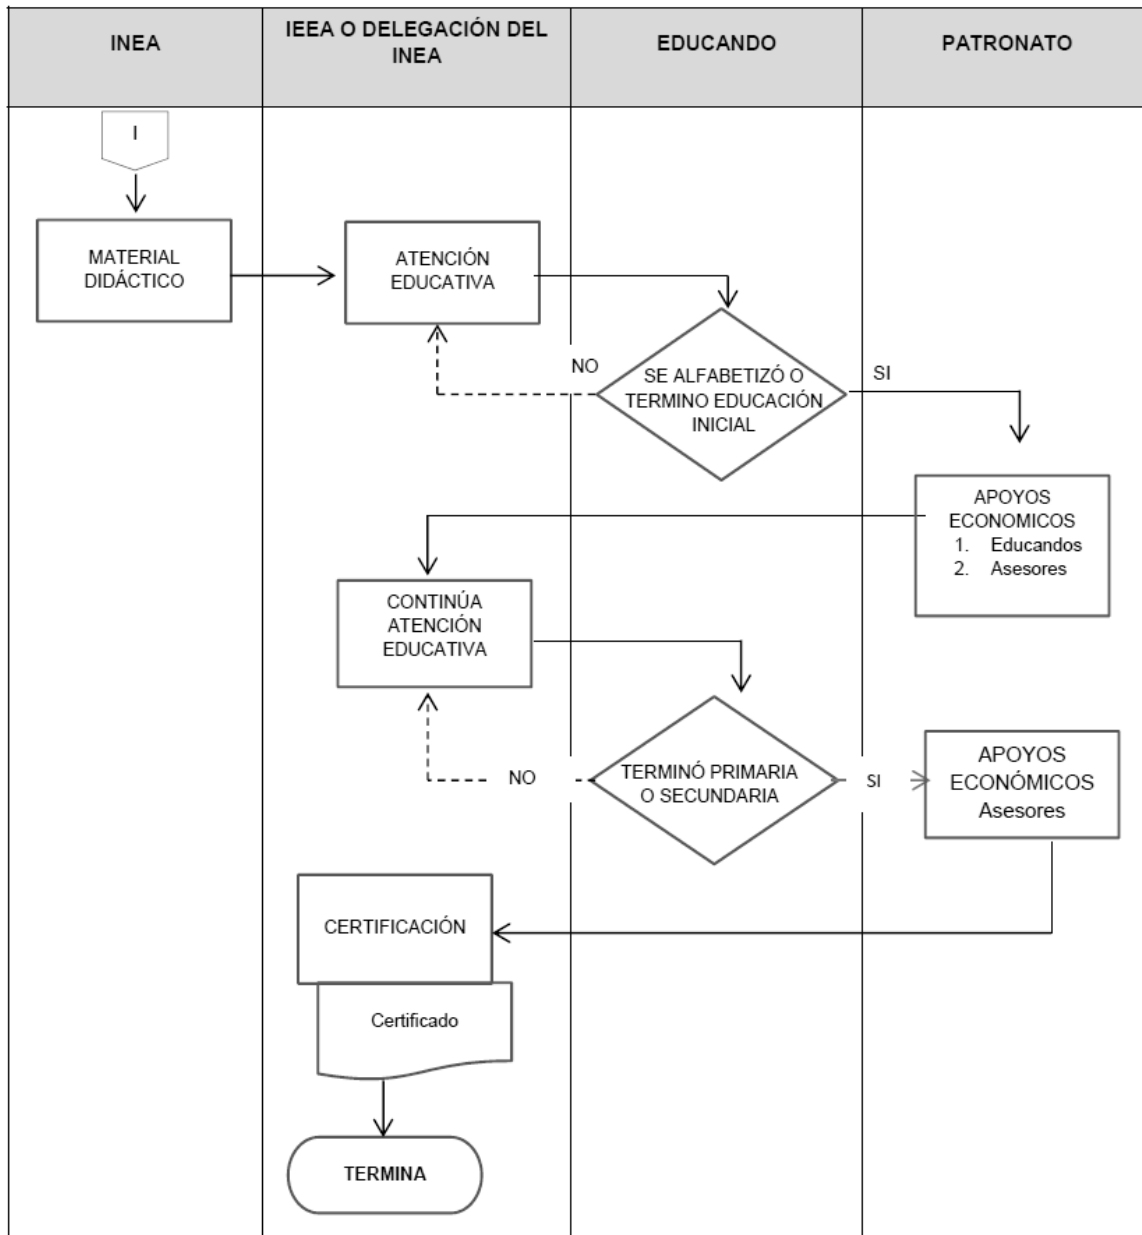 INEA
IEEA O DELEGACIÓN DEL
INEA
EDUCANDO
PATRONATO
I
MATERIAL
DIDÁCTICO
ATENCIÓN
EDUCATIVA
NO
SE ALFABETIZÓ O
TERMINO EDUCACIÓN
INICIAL
SI
APOYOS
ECONOMICOS
1. Educandos
2. Asesores
CONTINÚA
ATENCIÓN
EDUCATIVA
NO
TERMINÓ PRIMARIA
O SECUNDARIA
SI
APOYOS
ECONÓMICOS
Asesores
CERTIFICACIÓN
Certificado
TERMINA